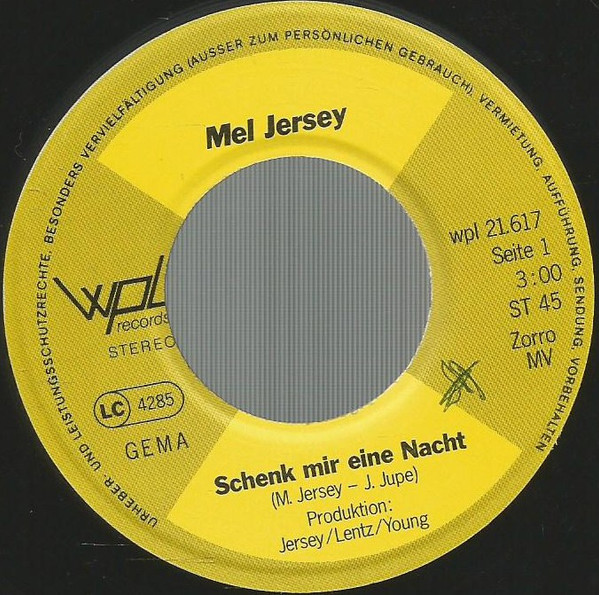 URHEBER- UND LEISTUNGSSCHUTZRECHTE, BESONDERS VERVIELFÄLTIGUNG (AUSSER ZUM PERSÖNLICHEN GEBRAUCH), VERMIETUNG, AUFFÜHRUNG, SENDUNG, VORBEHALTEN
Mel Jersey
wpl 21.617
Seite 1
3:00
ST 45
Zorro
MV
wpl
records
STEREO
LC 4285
GEMA
Schenk mir eine Nacht
(M. Jersey – J. Jupe)
Produktion:
Jersey/Lentz/Young